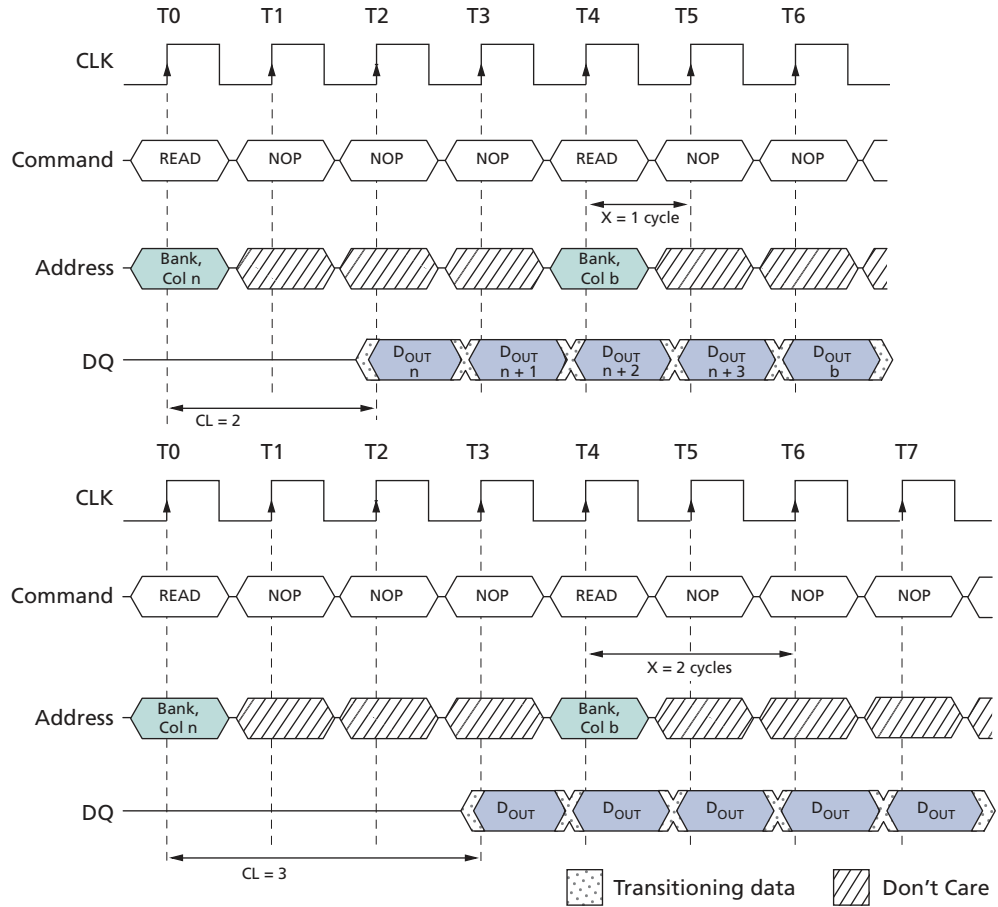 T0 T1 T2 T3 T4 T5 T6
CLK
Command READ NOP NOP NOP READ NOP NOP
X = 1 cycle
Address Bank, Col n Bank, Col b
DQ DOUT n DOUT n + 1 DOUT n + 2 DOUT n + 3 DOUT b
CL = 2
T0 T1 T2 T3 T4 T5 T6 T7
CLK
Command READ NOP NOP NOP READ NOP NOP NOP
X = 2 cycles
Address Bank, Col n Bank, Col b
DQ DOUT DOUT DOUT DOUT DOUT
CL = 3
Transitioning data Don't Care